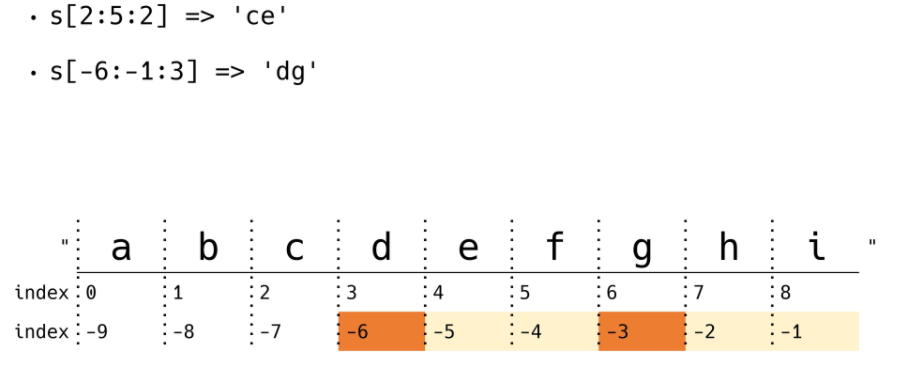 • s[2:5:2] => 'ce'
• s[-6:-1:3] => 'dg'
" a b c d e f g h i "
index 0 1 2 3 4 5 6 7 8
index -9 -8 -7 -6 -5 -4 -3 -2 -1